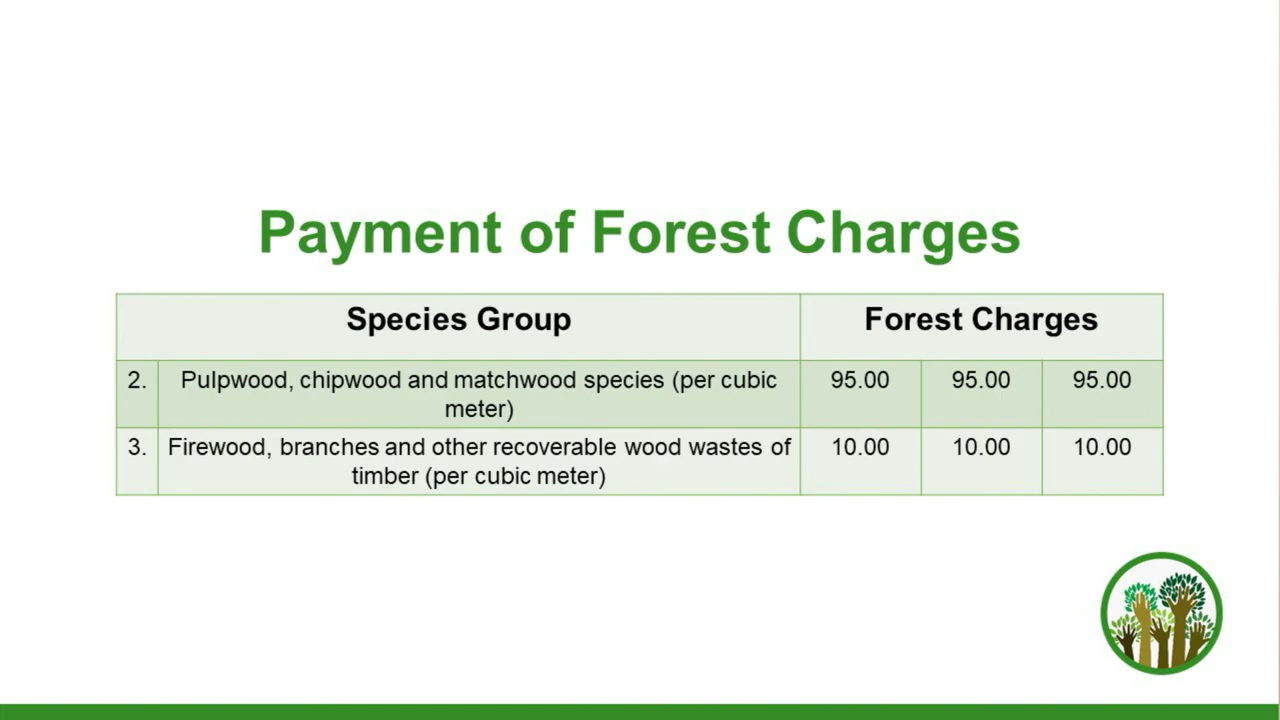 Payment of Forest Charges
Species Group Forest Charges
2. Pulpwood, chipwood and matchwood species (per cubic meter) 95.00 95.00 95.00
3. Firewood, branches and other recoverable wood wastes of timber (per cubic meter) 10.00 10.00 10.00